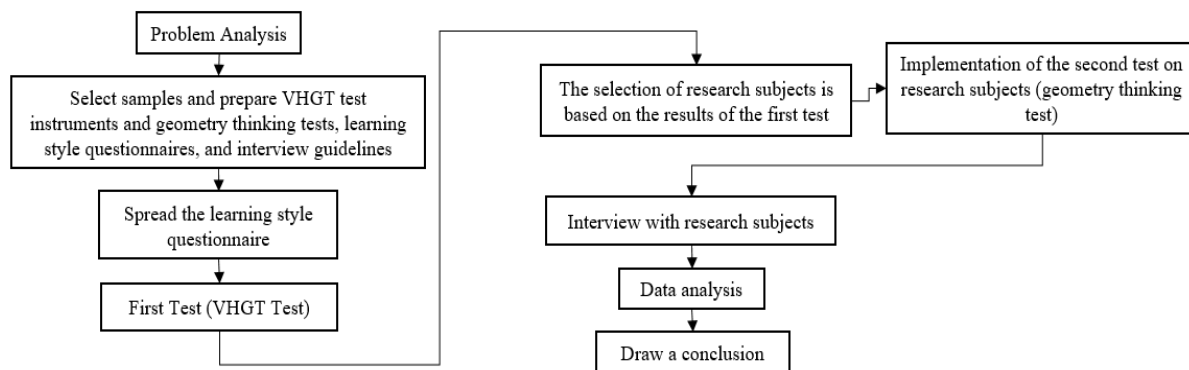 Problem Analysis
Select samples and prepare VHGT test
instruments and geometry thinking tests, learning
style questionnaires, and interview guidelines
Spread the learning style
questionnaire
First Test (VHGT Test)
The selection of research subjects is
based on the results of the first test
Implementation of the second test on
research subjects (geometry thinking
test)
Interview with research subjects
Data analysis
Draw a conclusion